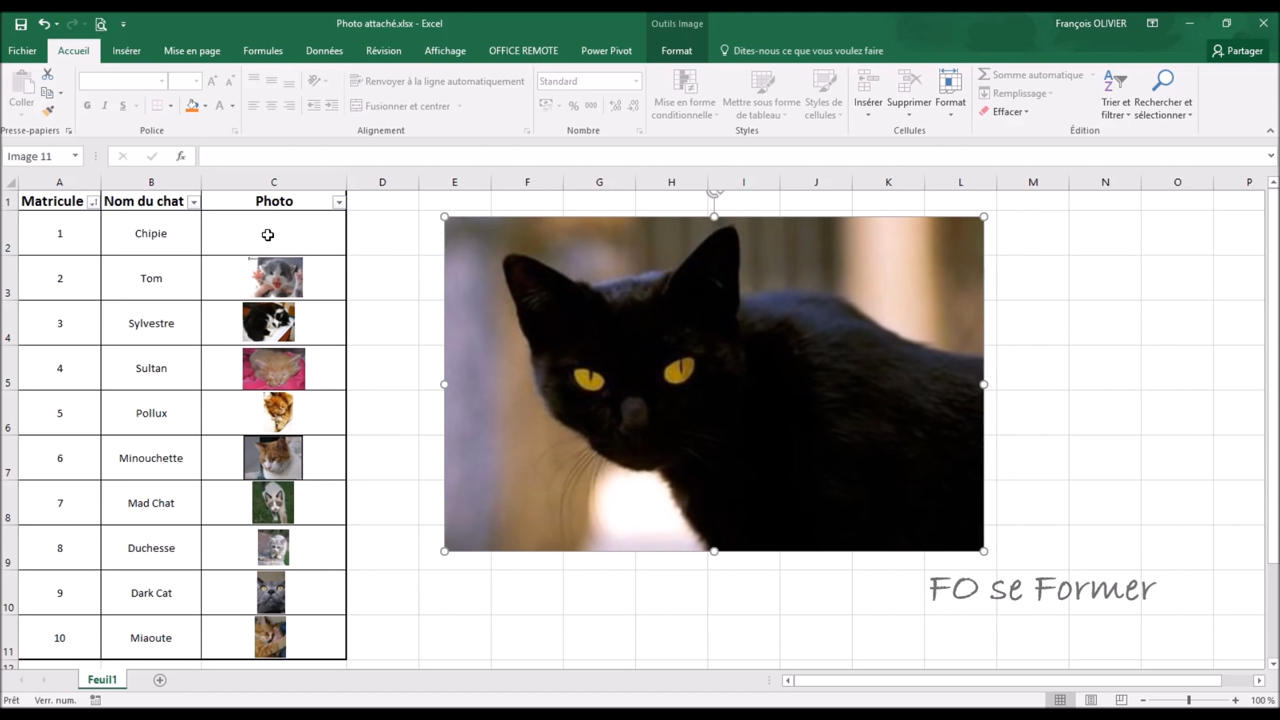 Photo attaché.xlsx - Excel
Outils Image
François OLIVIER
Fichier
Accueil
Insérer
Mise en page
Formules
Données
Révision
Affichage
OFFICE REMOTE
Power Pivot
Format
Dites-nous ce que vous voulez faire
Partager
Coller
G I S
Renvoyer à la ligne automatiquement
Fusionner et centrer
Standard
% 000
Mise en forme conditionnelle
Mettre sous forme de tableau
Styles de cellules
Insérer
Supprimer
Format
Somme automatique
Remplissage
Effacer
Trier et filtrer
Rechercher et sélectionner
Presse-papiers
Police
Alignement
Nombre
Styles
Cellules
Édition
Image 11
fx
A B C D E F G H I J K L M N O P
1 Matricule Nom du chat Photo
2 1 Chipie
3 2 Tom
4 3 Sylvestre
5 4 Sultan
6 5 Pollux
7 6 Minouchette
8 7 Mad Chat
9 8 Duchesse
10 9 Dark Cat
11 10 Miaoute
12
FO se Former
Feuil1
Prêt
Verr. num.
100 %